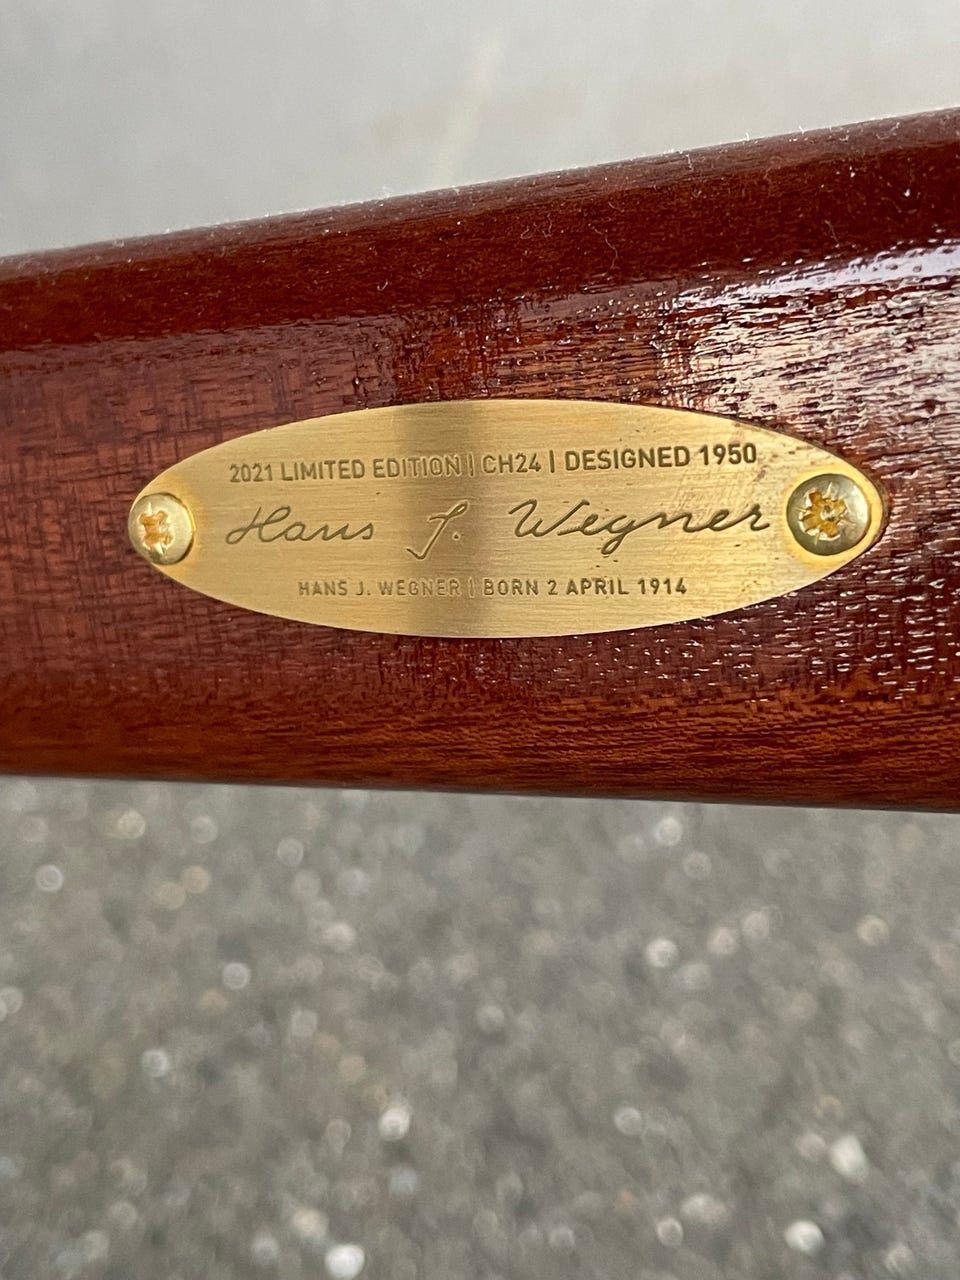 2021 LIMITED EDITION | CH24 | DESIGNED 1950
Hans J. Wegner
HANS J. WEGNER | BORN 2 APRIL 1914